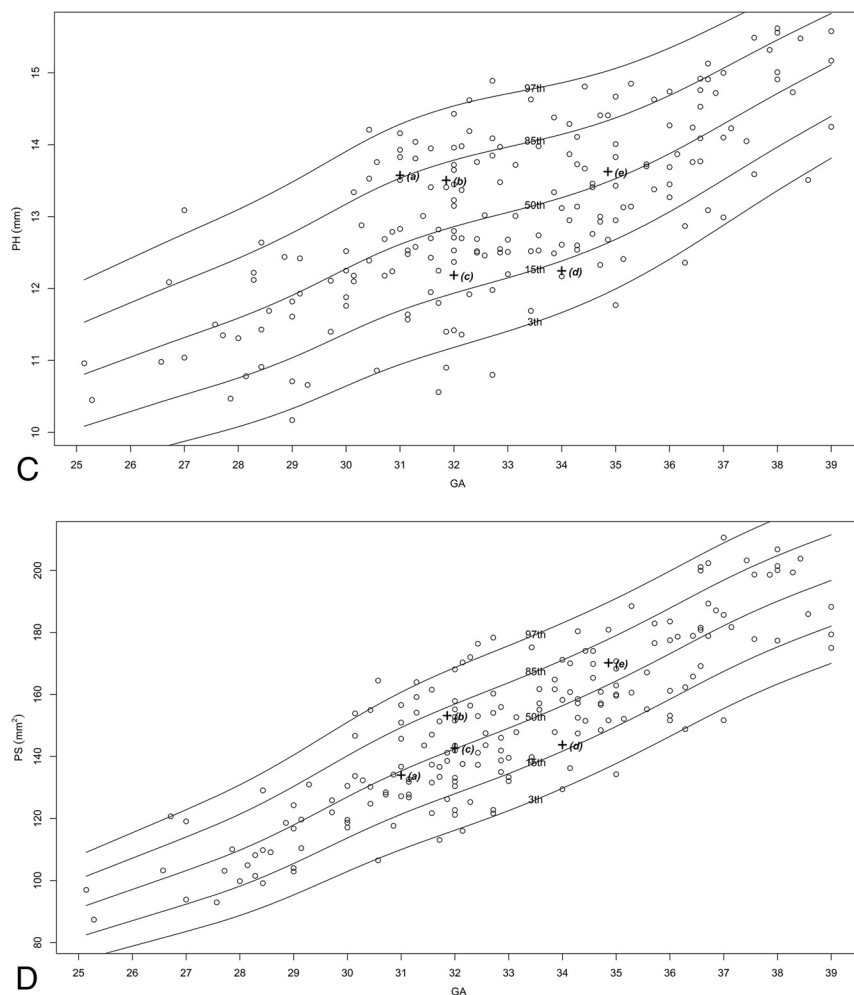 15
14
13
12
11
10
PH (mm)
97th
85th
50th
15th
3th
(a)
(b)
(c)
(d)
(e)
25 26 27 28 29 30 31 32 33 34 35 36 37 38 39
GA
C
200
180
160
140
120
100
80
PS (mm²)
97th
85th
50th
15th
3th
(a)
(b)
(c)
(d)
(e)
25 26 27 28 29 30 31 32 33 34 35 36 37 38 39
GA
D